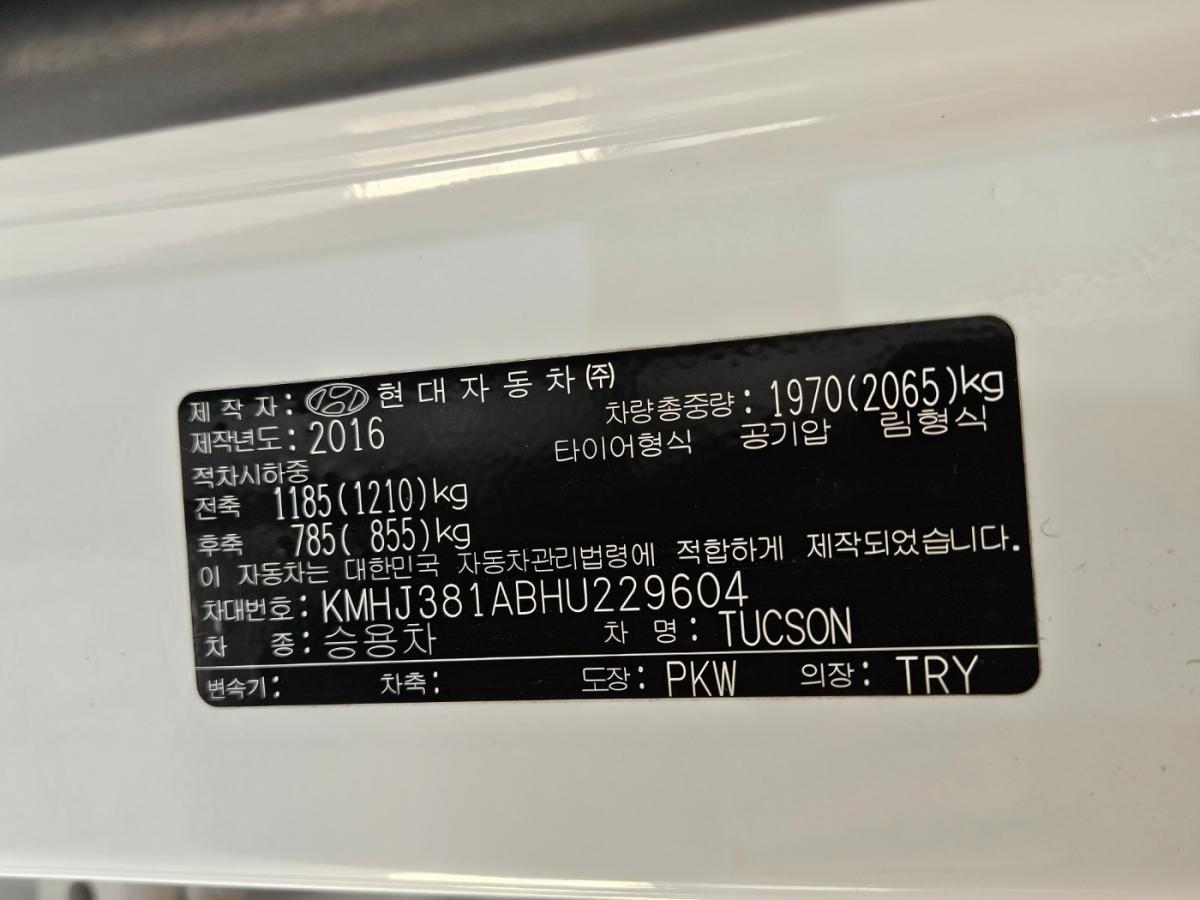 제 작 자: 현 대 자 동 차 (주)
차량총중량: 1970(2065)kg
제작년도: 2016
타이어형식 공기압 림형식
적차시하중
전축 1185(1210)kg
후축 785( 855)kg
이 자동차는 대한민국 자동차관리법령에 적합하게 제작되었습니다.
차대번호: KMHJ381ABHU229604
차 종: 승용차 차 명: TUCSON
변속기: 차축: 도장: PKW 의장: TRY